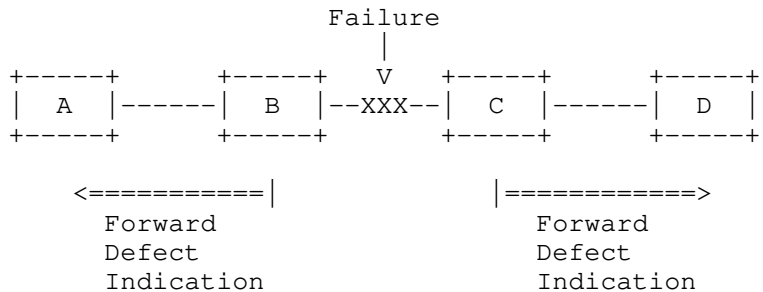 Failure
                        |
+-----+       +-----+   V    +-----+       +-----+
|  A  |------|  B  |--XXX--|  C  |------|  D  |
+-----+       +-----+        +-----+       +-----+

    <===========|              |============>
      Forward                     Forward
      Defect                      Defect
      Indication                  Indication